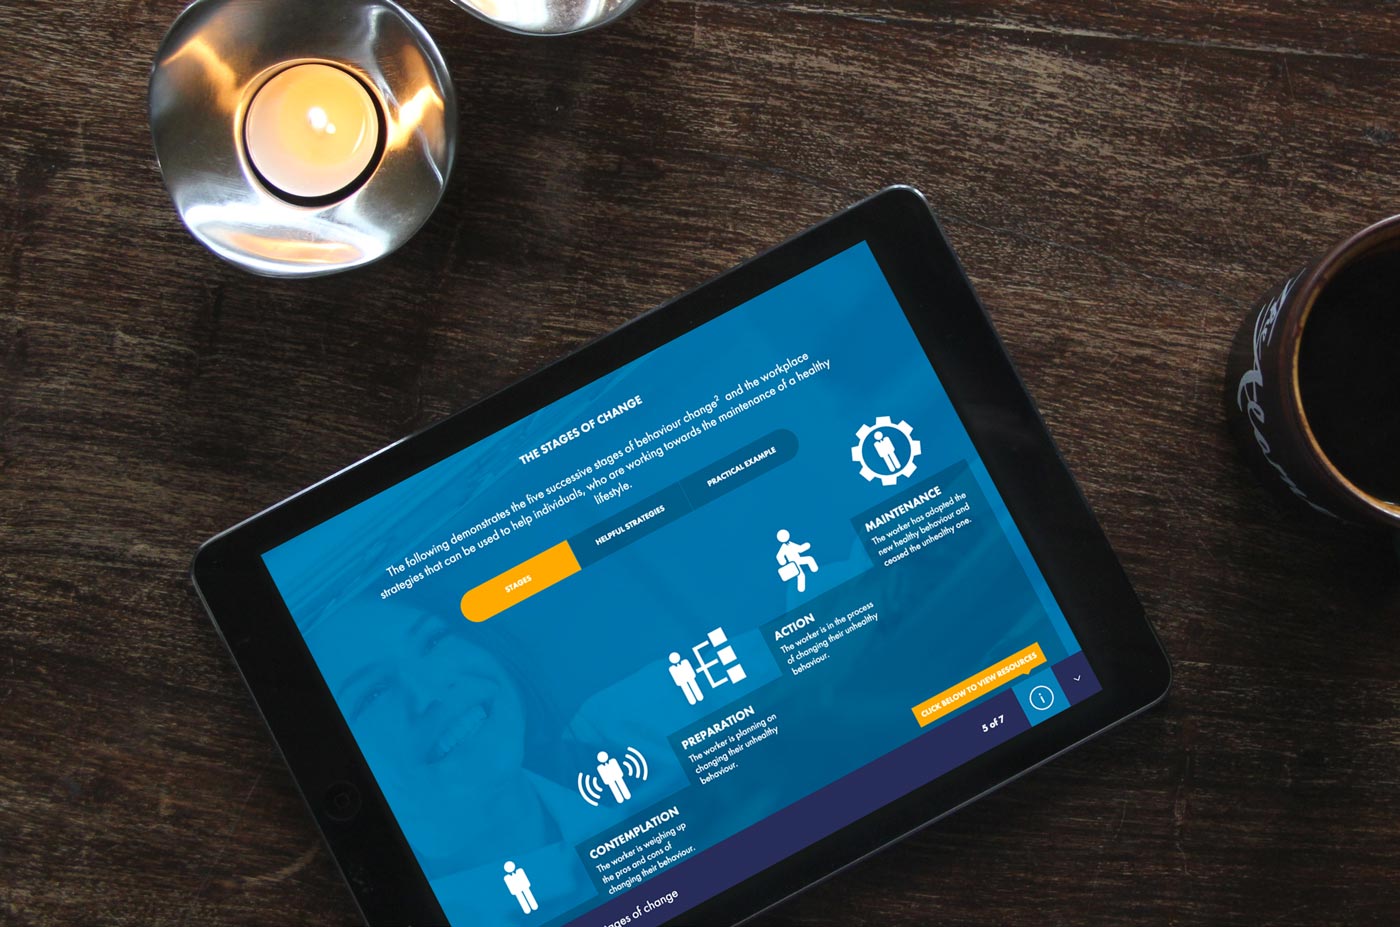 THE STAGES OF CHANGE
The following demonstrates the five successive stages of behaviour change² and the workplace
strategies that can be used to help individuals, who are working towards the maintenance of a healthy
lifestyle.
STAGES
HELPFUL STRATEGIES
PRACTICAL EXAMPLE
MAINTENANCE
The worker has adopted the
new healthy behaviour and
ceased the unhealthy one.
ACTION
The worker is in the process
of changing their unhealthy
behaviour.
PREPARATION
The worker is planning on
changing their unhealthy
behaviour.
CONTEMPLATION
The worker is weighing up
the pros and cons of
changing their behaviour.
CLICK BELOW TO VIEW RESOURCES
5 of 7
i
ages of change